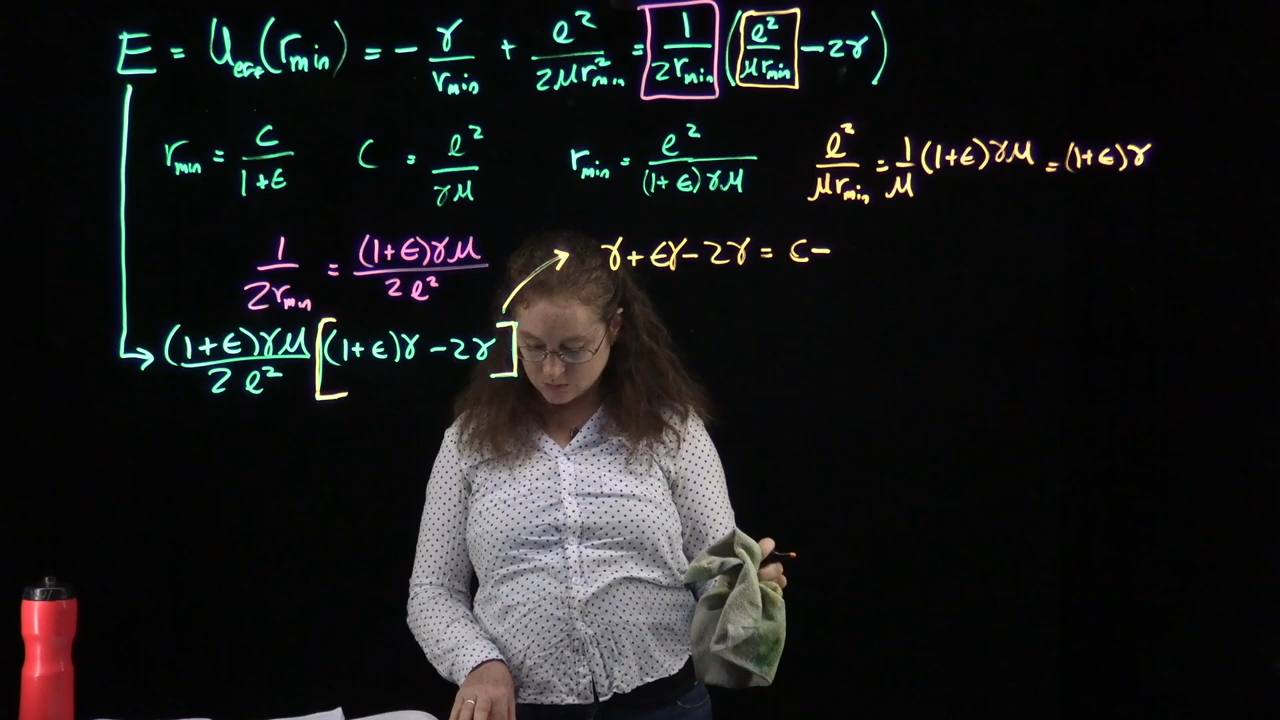 E = U_eff(r_min) = - γ/r_min + ℓ²/2μr²_min = 1/2r_min (ℓ²/μr_min - 2γ)
r_min = c/1+ϵ c = ℓ²/γμ r_min = ℓ²/(1+ϵ)γμ ℓ²/μr_min = 1/μ (1+ϵ)γμ = (1+ϵ)γ
1/2r_min = (1+ϵ)γμ/2ℓ² γ+ϵγ-2γ = ϵ-
(1+ϵ)γμ/2ℓ² [(1+ϵ)γ-2γ]